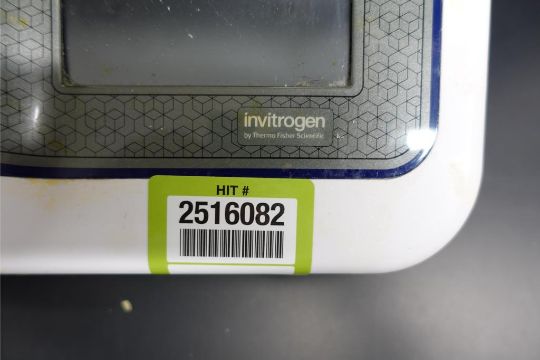 invitrogen
by Thermo Fisher Scientific
HIT #
2516082